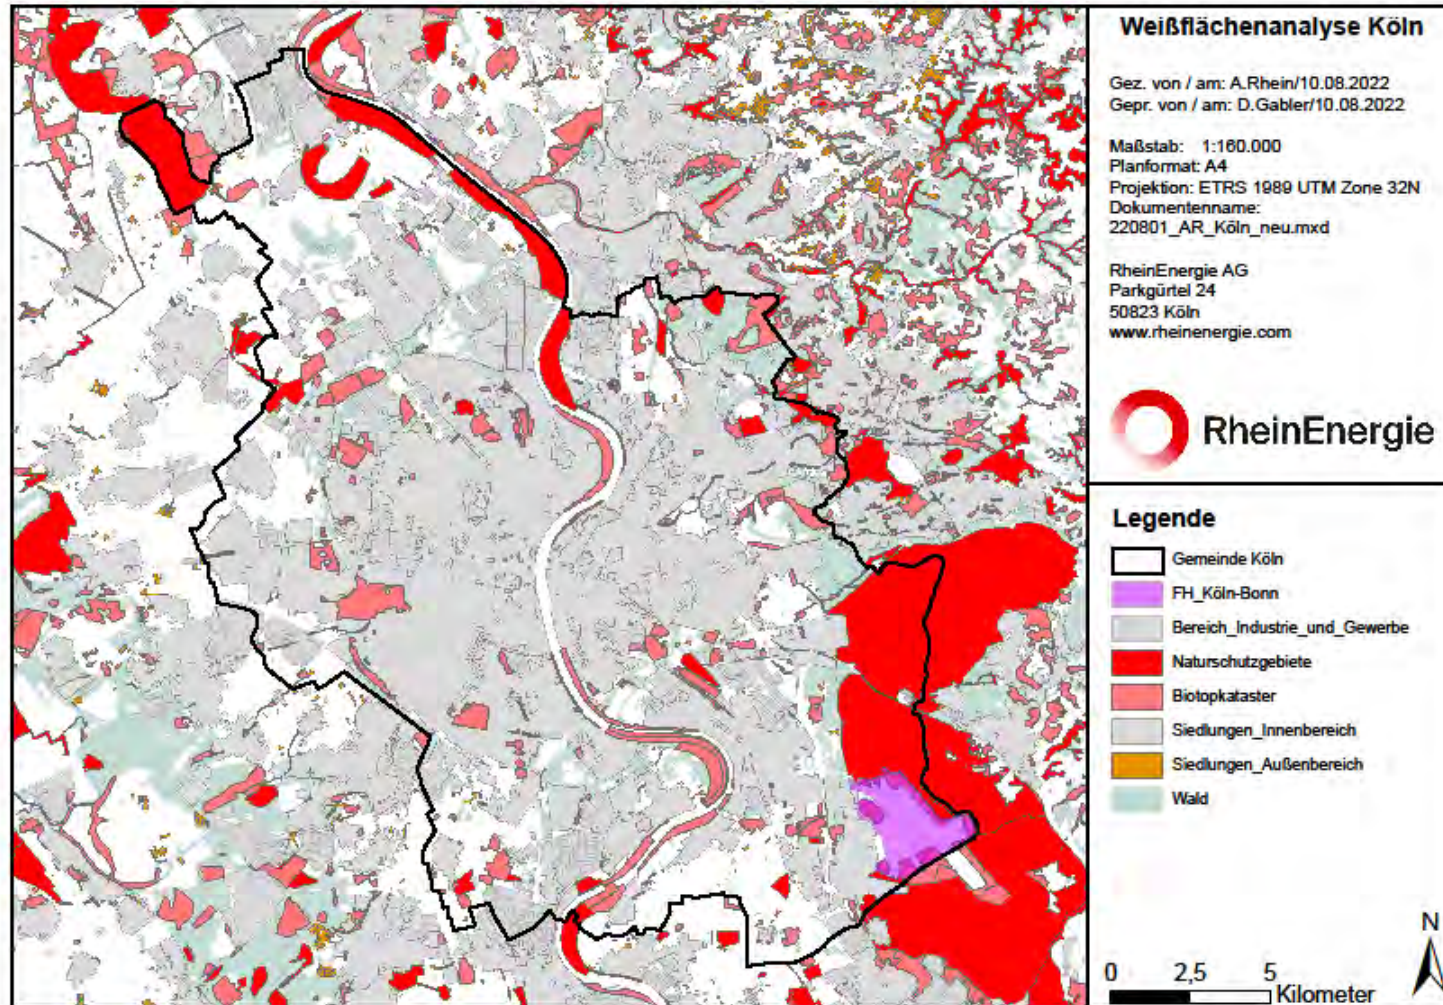 Weißflächenanalyse Köln
Gez. von / am: A.Rhein/10.08.2022
Gepr. von / am: D.Gabler/10.08.2022
Maßstab: 1:160.000
Planformat: A4
Projektion: ETRS 1989 UTM Zone 32N
Dokumentenname:
220801_AR_Köln_neu.mxd
RheinEnergie AG
Parkgürtel 24
50823 Köln
www.rheinenergie.com
RheinEnergie
Legende
Gemeinde Köln
FH_Köln-Bonn
Bereich_Industrie_und_Gewerbe
Naturschutzgebiete
Biotopkataster
Siedlungen_Innenbereich
Siedlungen_Außenbereich
Wald
N
0 2,5 5
Kilometer